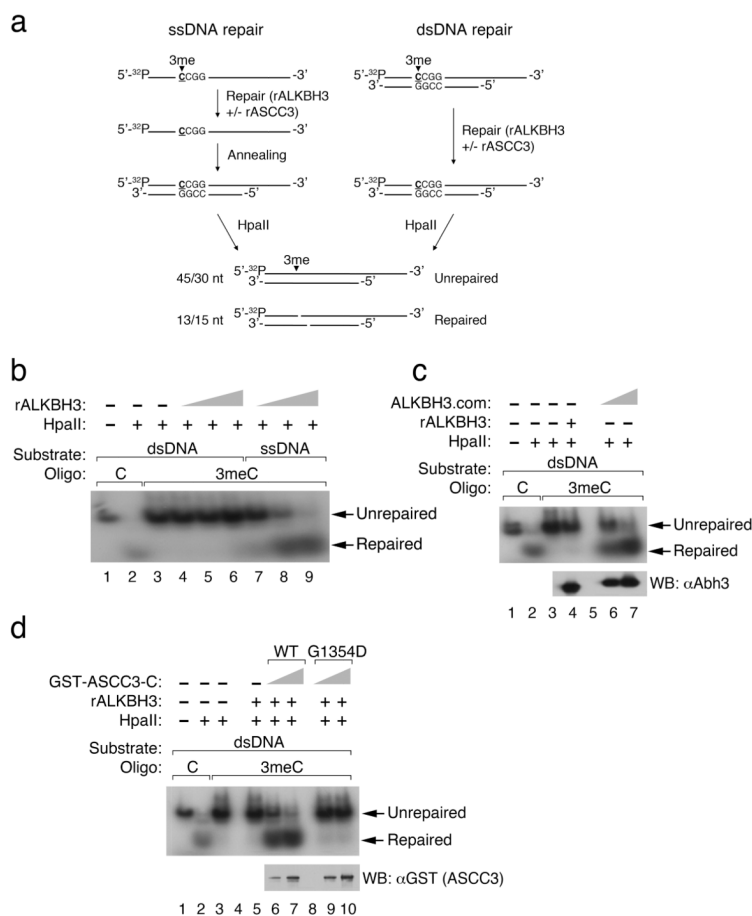 a
ssDNA repair
dsDNA repair
3me
3me
5’-32P CCGG -3’
5’-32P CCGG -3’
GGCC -5’
Repair (rALKBH3
+/- rASCC3)
Repair (rALKBH3
+/- rASCC3)
5’-32P CCGG -3’
Annealing
5’-32P CCGG -3’
3’- GGCC -5’
5’-32P CCGG -3’
3’- GGCC -5’
HpaII
HpaII
3me
45/30 nt 5’-32P -3’ Unrepaired
3’- -5’
13/15 nt 5’-32P -3’ Repaired
3’- -5’
b
rALKBH3: – – – + + + + + +
HpaII: – + + + + + + + +
Substrate: dsDNA ssDNA
Oligo: C 3meC
Unrepaired
Repaired
1 2 3 4 5 6 7 8 9
c
ALKBH3.com: – – – –
rALKBH3: – – – + – –
HpaII: – + + + + +
Substrate: dsDNA
Oligo: C 3meC
Unrepaired
Repaired
WB: αAbh3
1 2 3 4 5 6 7
d
WT G1354D
GST-ASCC3-C: – – – –
rALKBH3: – – – + + + + +
HpaII: – + + + + + + +
Substrate: dsDNA
Oligo: C 3meC
Unrepaired
Repaired
WB: αGST (ASCC3)
1 2 3 4 5 6 7 8 9 10